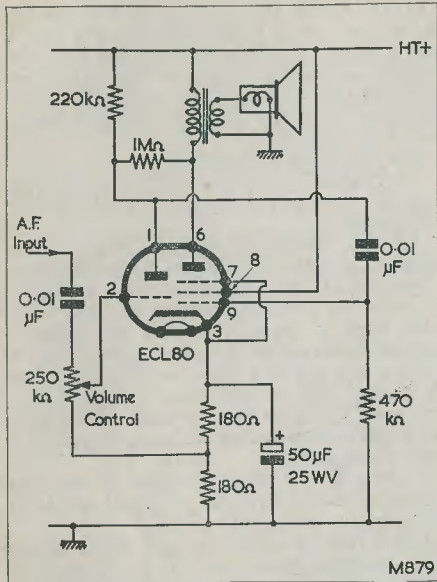 HT+
220kΩ
1MΩ
A.F.
Input
0·01
μF
1
6
7
8
0·01
μF
2
9
3
ECL80
250
kΩ
Volume
Control
180Ω
470
kΩ
50μF
25WV
180Ω
M879